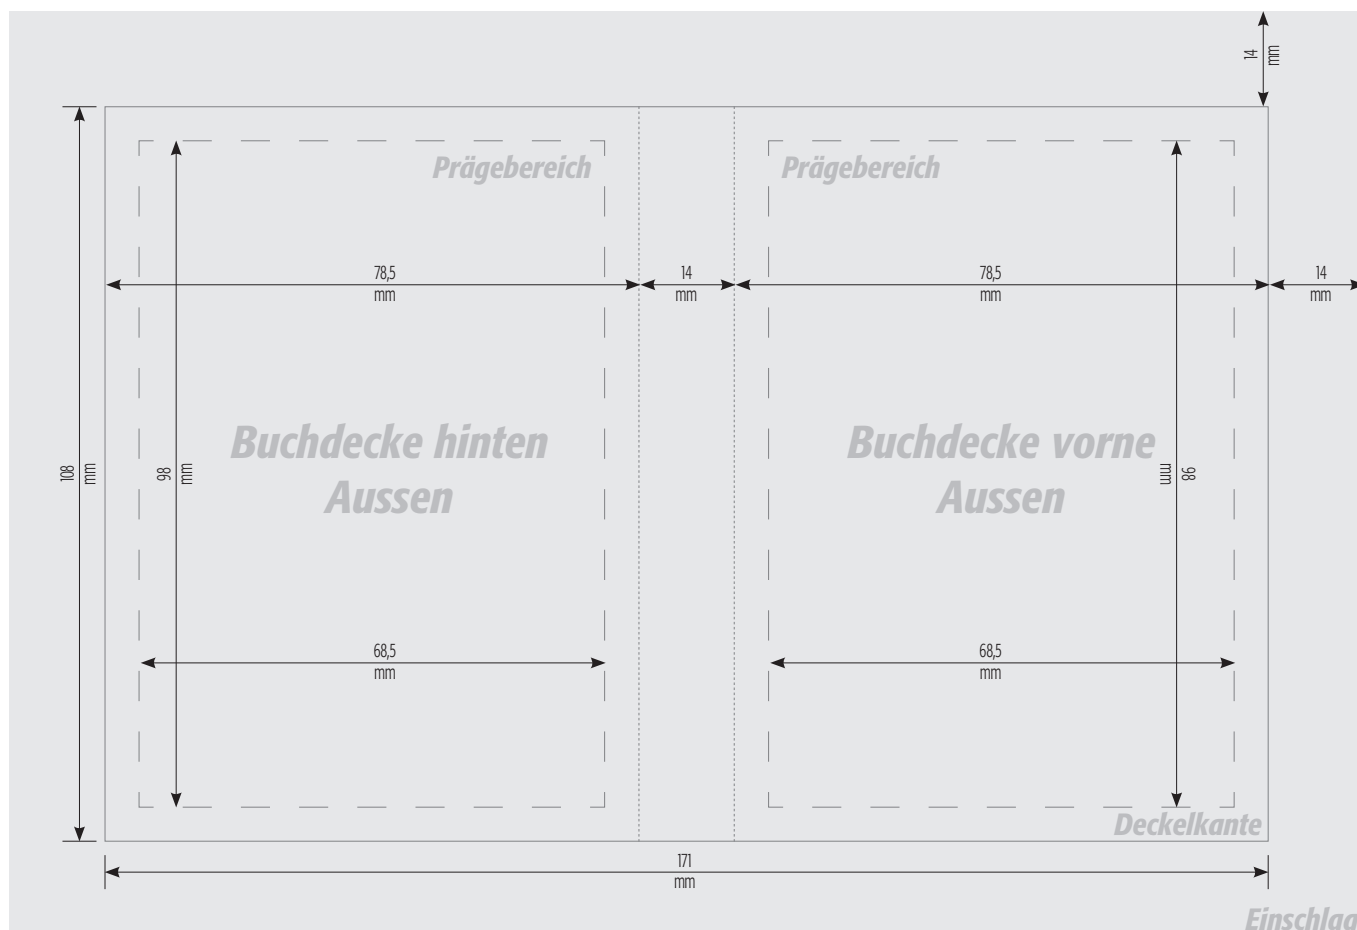 14
mm
Prägebereich
Prägebereich
78,5
mm
14
mm
78,5
mm
14
mm
Buchdecke hinten
Aussen
Buchdecke vorne
Aussen
108
mm
98
mm
98
mm
68,5
mm
68,5
mm
Deckelkante
171
mm
Einschlag